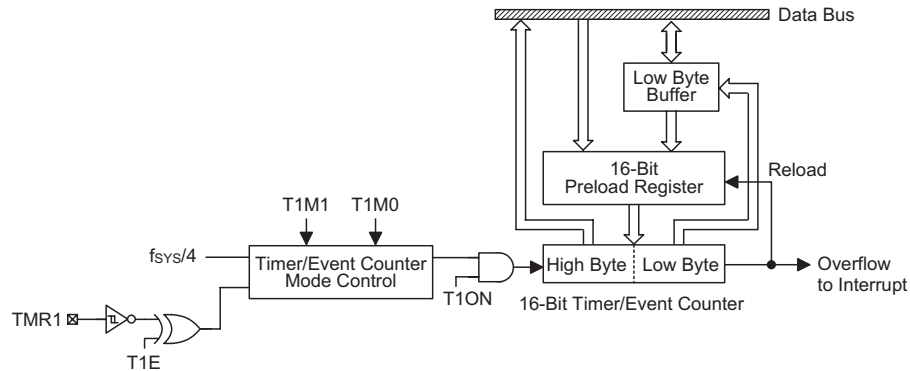 Data Bus
Low Byte
Buffer
16-Bit
Preload Register
Reload
T1M1
T1M0
fSYS/4
Timer/Event Counter
Mode Control
T1ON
High Byte
Low Byte
16-Bit Timer/Event Counter
Overflow
to Interrupt
TMR1
T1E